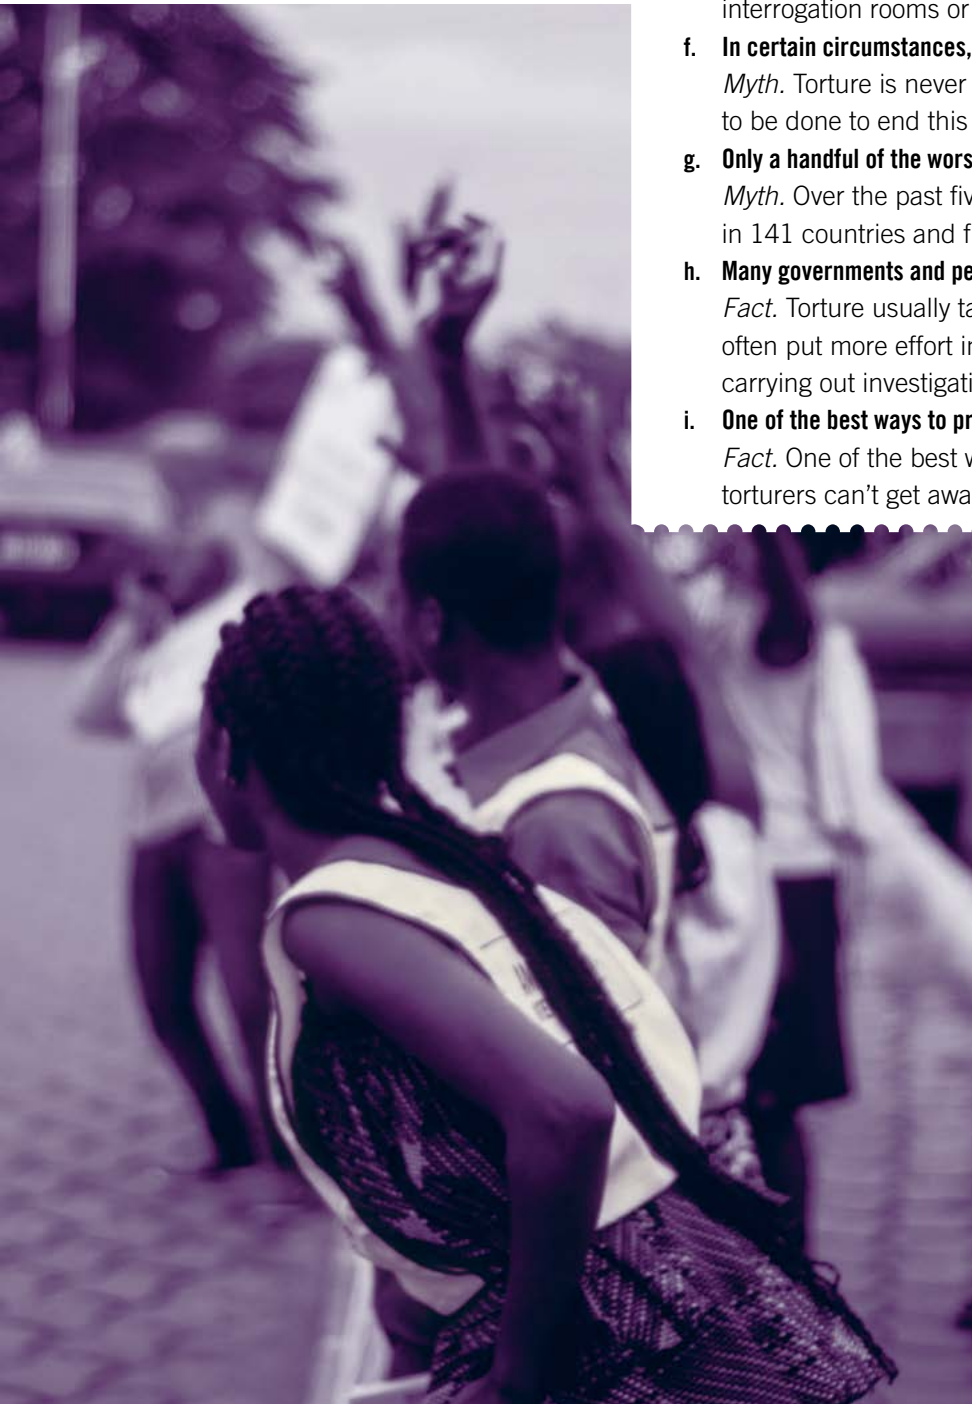 interrogation rooms or
f. In certain circumstances,
Myth. Torture is never
to be done to end this
g. Only a handful of the wors
Myth. Over the past fiv
in 141 countries and f
h. Many governments and pe
Fact. Torture usually ta
often put more effort in
carrying out investigati
i. One of the best ways to pr
Fact. One of the best w
torturers can't get awa